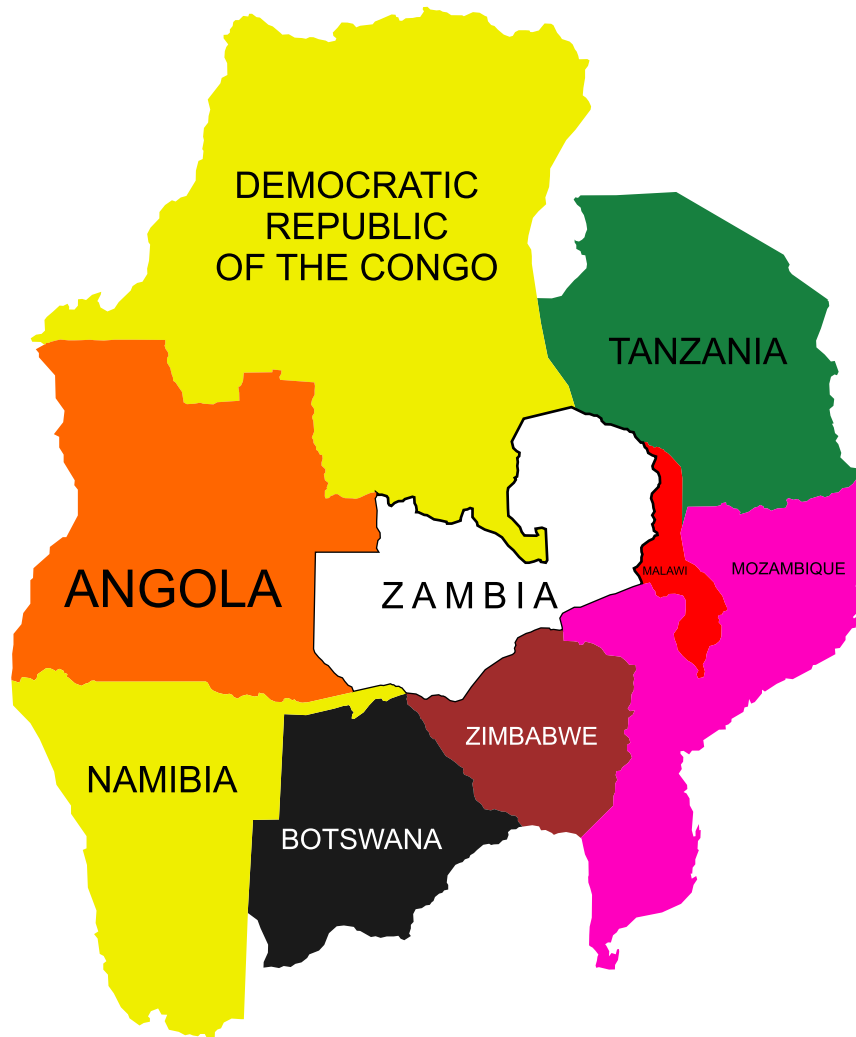 DEMOCRATIC
REPUBLIC
OF THE CONGO
TANZANIA
ANGOLA
ZAMBIA
MALAWI
MOZAMBIQUE
ZIMBABWE
NAMIBIA
BOTSWANA